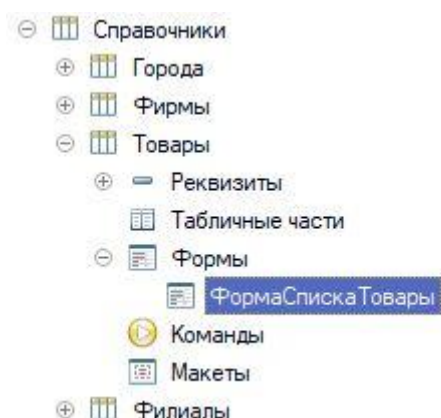 Справочники
Города
Фирмы
Товары
Реквизиты
Табличные части
Формы
ФормаСпискаТовары
Команды
Макеты
Филиалы